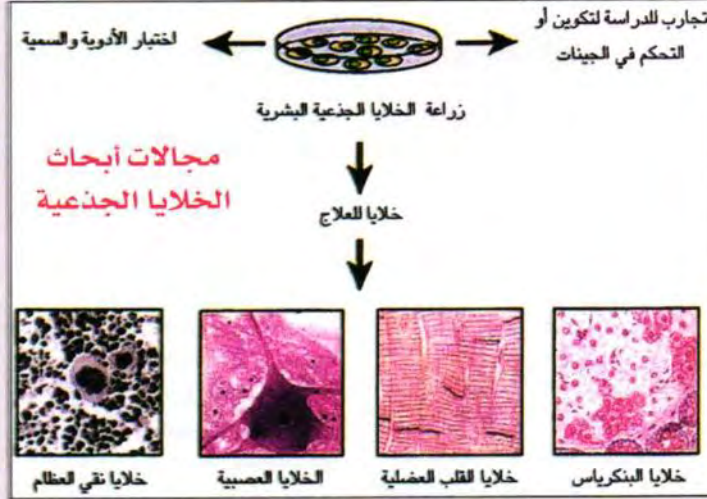 تجارب للدراسة لتكوين أو
التحكم في الجينات
اختبار الأدوية والسمية
زراعة الخلايا الجذعية البشرية
مجالات أبحاث
الخلايا الجذعية
خلايا للعلاج
خلايا البنكرياس
خلايا القلب العضلية
الخلايا العصبية
خلايا نقي العظام